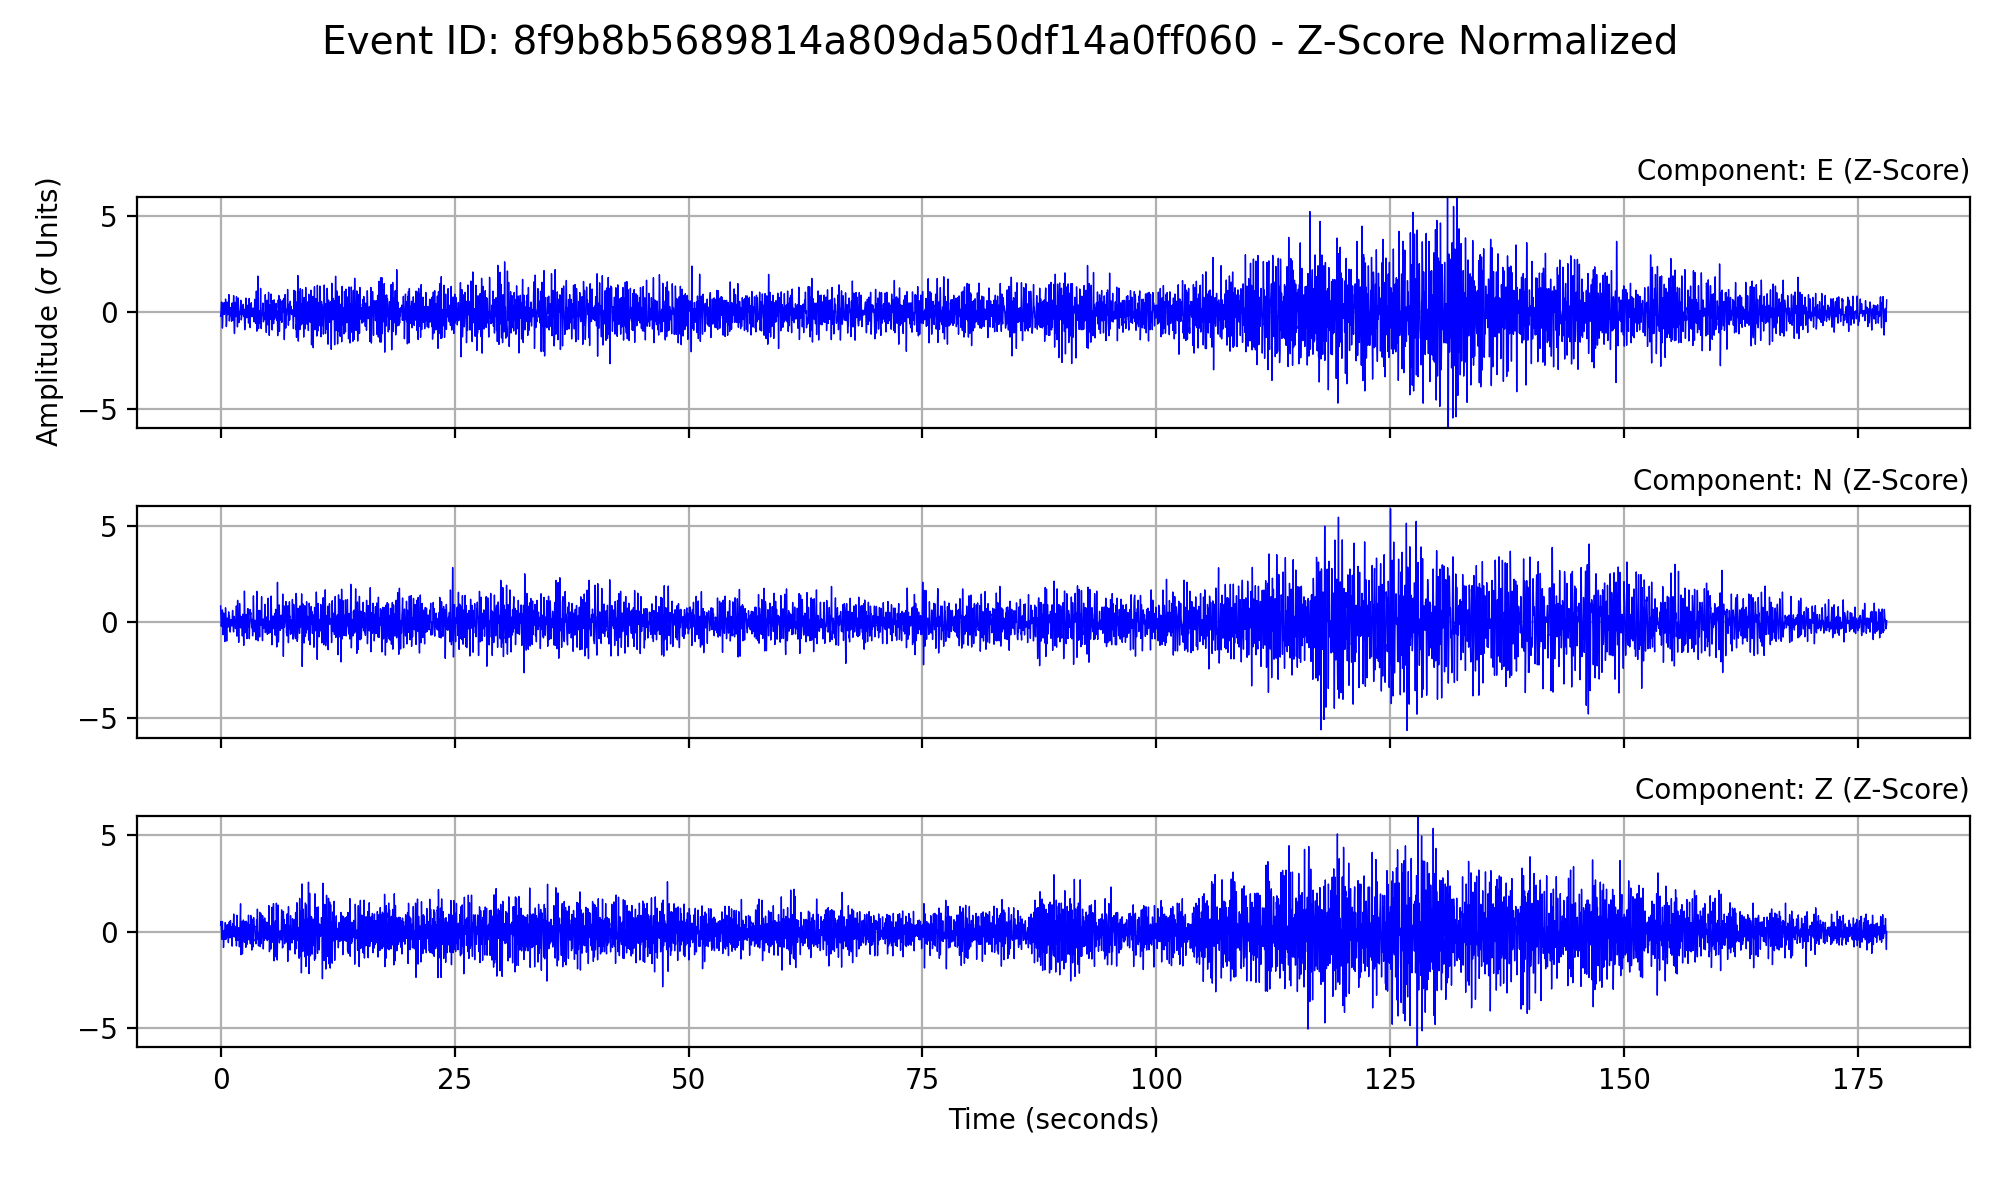 Event ID: 8f9b8b5689814a809da50df14a0ff060 - Z-Score Normalized
Component: E (Z-Score)
Amplitude (σ Units)
5
0
−5
Component: N (Z-Score)
5
0
−5
Component: Z (Z-Score)
5
0
−5
0 25 50 75 100 125 150 175
Time (seconds)